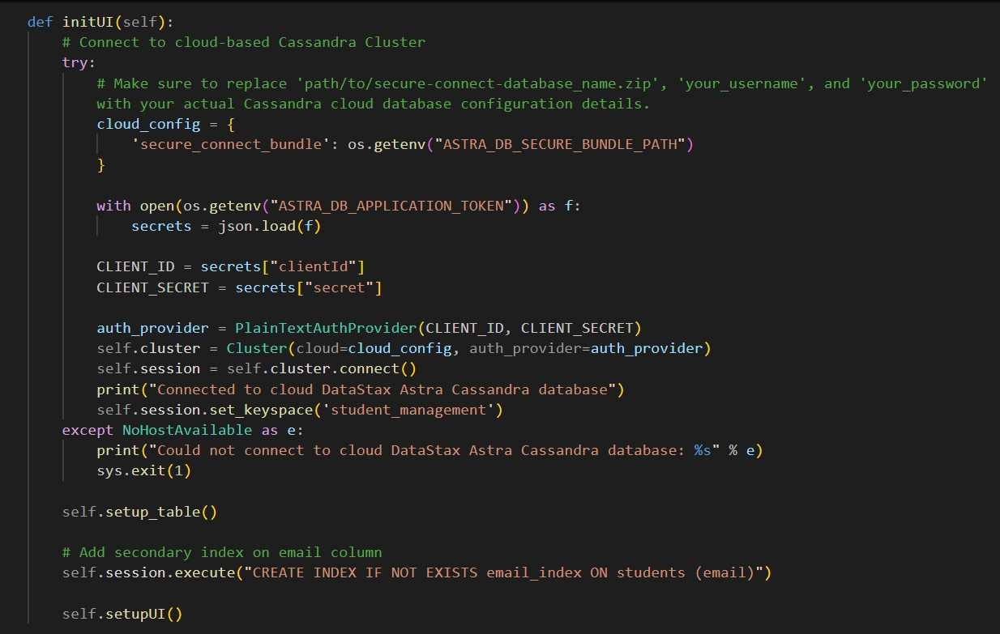 def initUI(self):
    # Connect to cloud-based Cassandra Cluster
    try:
        # Make sure to replace 'path/to/secure-connect-database_name.zip', 'your_username', and 'your_password'
        with your actual Cassandra cloud database configuration details.
        cloud_config = {
            'secure_connect_bundle': os.getenv("ASTRA_DB_SECURE_BUNDLE_PATH")
        }

        with open(os.getenv("ASTRA_DB_APPLICATION_TOKEN")) as f:
            secrets = json.load(f)

        CLIENT_ID = secrets["clientId"]
        CLIENT_SECRET = secrets["secret"]

        auth_provider = PlainTextAuthProvider(CLIENT_ID, CLIENT_SECRET)
        self.cluster = Cluster(cloud=cloud_config, auth_provider=auth_provider)
        self.session = self.cluster.connect()
        print("Connected to cloud DataStax Astra Cassandra database")
        self.session.set_keyspace('student_management')
    except NoHostAvailable as e:
        print("Could not connect to cloud DataStax Astra Cassandra database: %s" % e)
        sys.exit(1)

    self.setup_table()

    # Add secondary index on email column
    self.session.execute("CREATE INDEX IF NOT EXISTS email_index ON students (email)")

    self.setupUI()